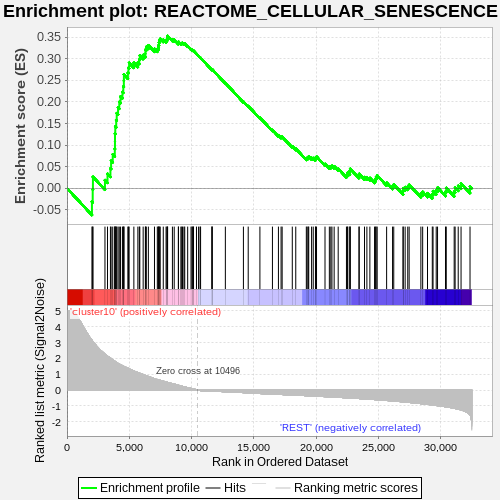 Enrichment plot: REACTOME_CELLULAR_SENESCENCE
Enrichment score (ES)
0.35
0.30
0.25
0.20
0.15
0.10
0.05
0.00
-0.05
Ranked list metric (Signal2Noise)
5
4
3
2
1
0
-1
-2
'cluster10' (positively correlated)
Zero cross at 10496
'REST' (negatively correlated)
0
5,000
10,000
15,000
20,000
25,000
30,000
Rank in Ordered Dataset
Enrichment profile
Hits
Ranking metric scores